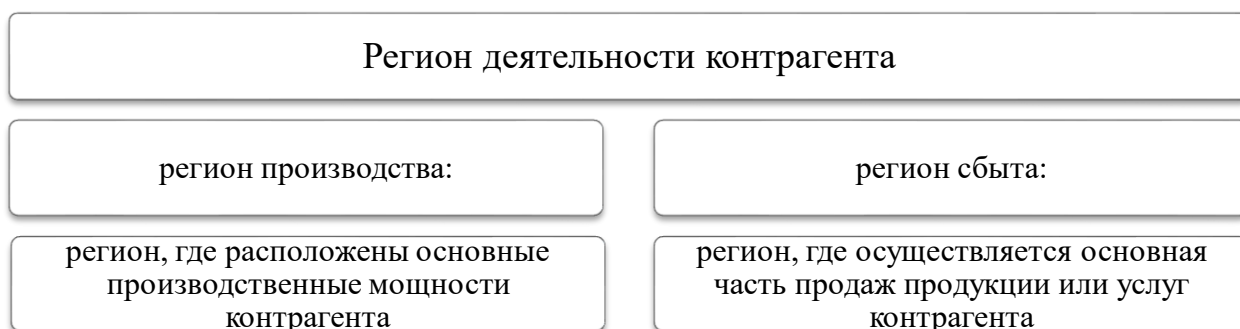 Регион деятельности контрагента
регион производства:
регион сбыта:
регион, где расположены основные
производственные мощности
контрагента
регион, где осуществляется основная
часть продаж продукции или услуг
контрагента